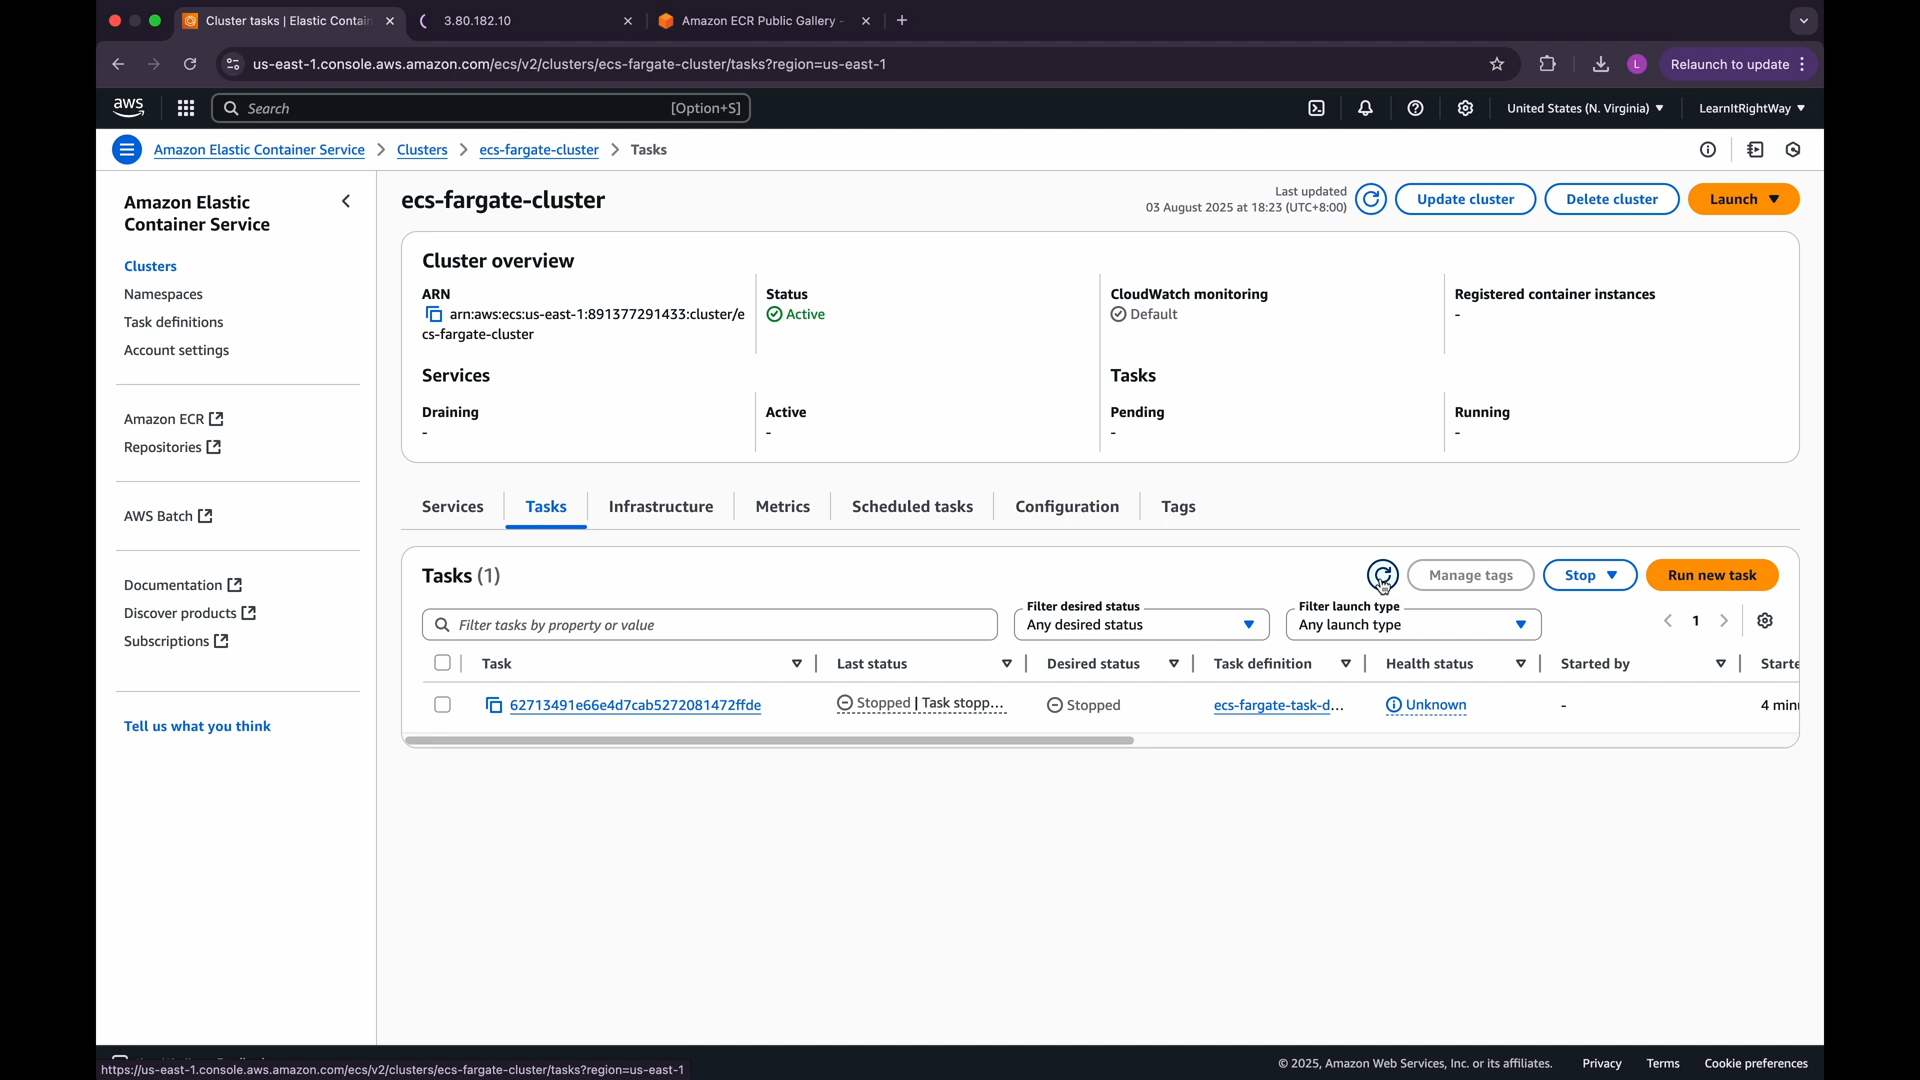 Cluster tasks | Elastic Contain
3.80.182.10
Amazon ECR Public Gallery -
us-east-1.console.aws.amazon.com/ecs/v2/clusters/ecs-fargate-cluster/tasks?region=us-east-1
L
Relaunch to update
aws
Search
[Option+S]
United States (N. Virginia)
LearnItRightWay
Amazon Elastic Container Service
Clusters
ecs-fargate-cluster
Tasks
Amazon Elastic
Container Service
Clusters
Namespaces
Task definitions
Account settings
Amazon ECR
Repositories
AWS Batch
Documentation
Discover products
Subscriptions
Tell us what you think
ecs-fargate-cluster
Last updated
03 August 2025 at 18:23 (UTC+8:00)
Update cluster
Delete cluster
Launch
Cluster overview
ARN
arn:aws:ecs:us-east-1:891377291433:cluster/e
cs-fargate-cluster
Status
Active
CloudWatch monitoring
Default
Registered container instances
-
Services
Tasks
Draining
-
Active
-
Pending
-
Running
-
Services
Tasks
Infrastructure
Metrics
Scheduled tasks
Configuration
Tags
Tasks (1)
Manage tags
Stop
Run new task
Filter tasks by property or value
Filter desired status
Any desired status
Filter launch type
Any launch type
1
Task
Last status
Desired status
Task definition
Health status
Started by
Starte
62713491e66e4d7cab5272081472ffde
Stopped | Task stopp...
Stopped
ecs-fargate-task-d...
Unknown
-
4 min
https://us-east-1.console.aws.amazon.com/ecs/v2/clusters/ecs-fargate-cluster/tasks?region=us-east-1
© 2025, Amazon Web Services, Inc. or its affiliates.
Privacy
Terms
Cookie preferences